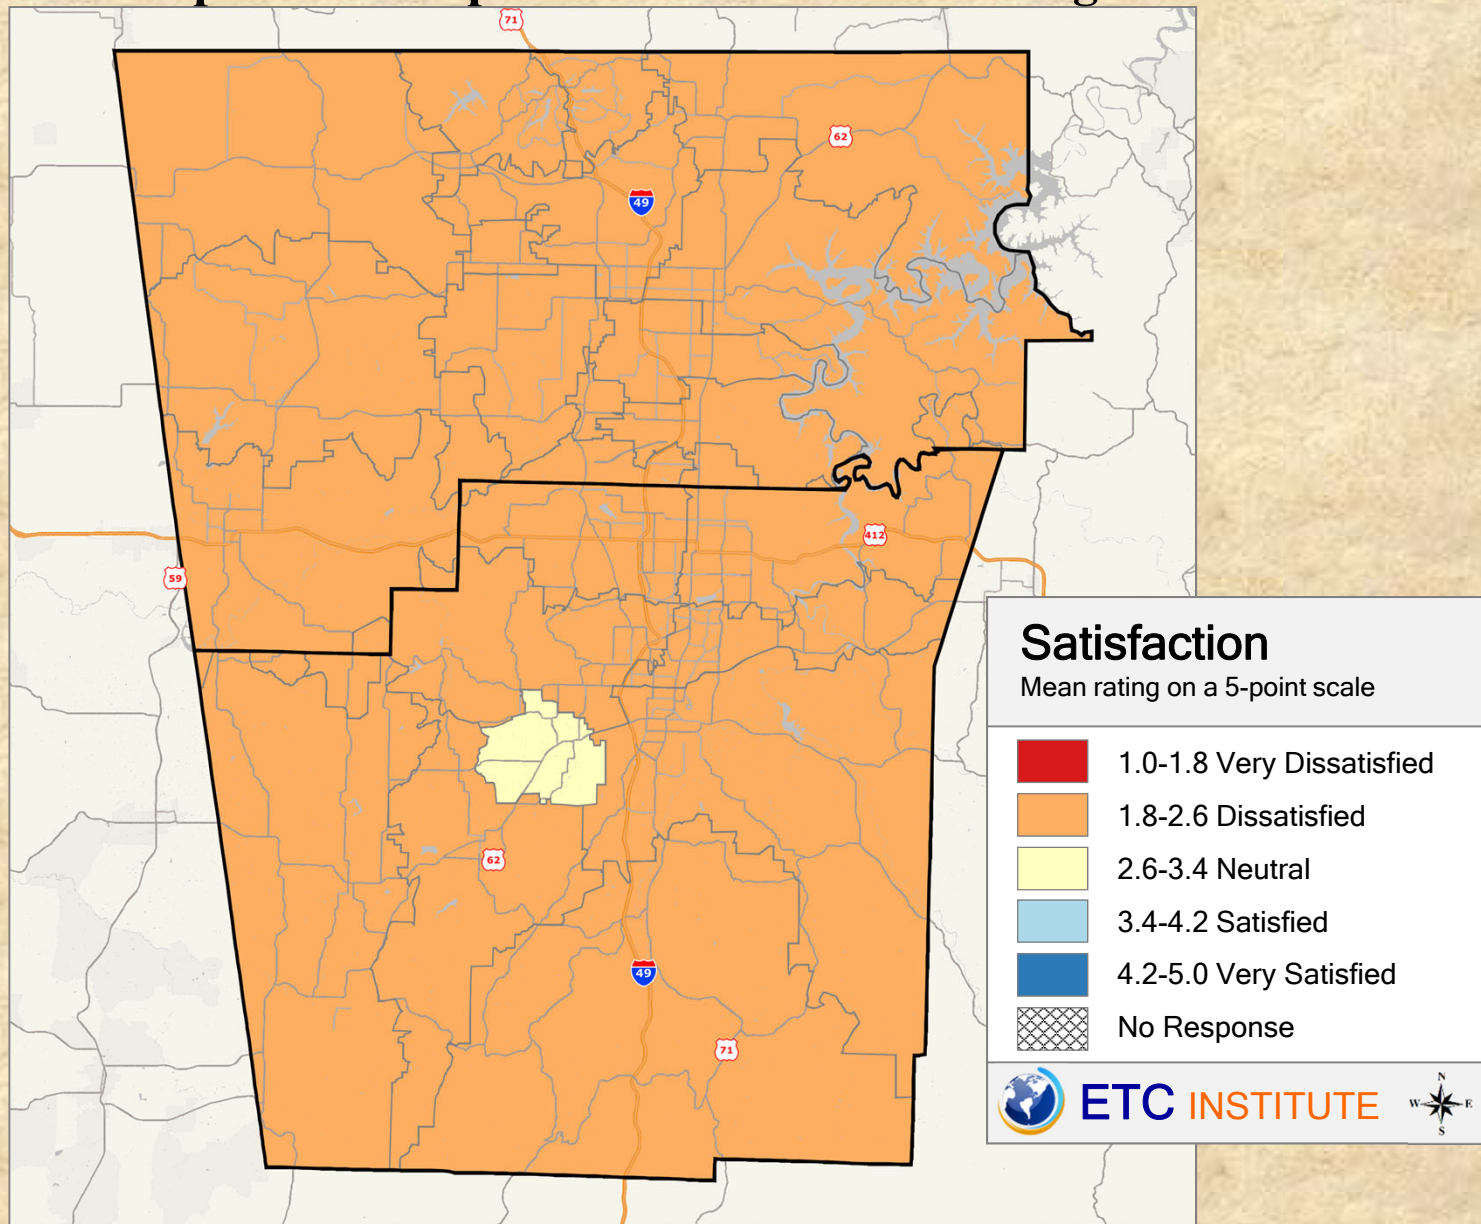 71
62
49
412
59
62
49
71
Satisfaction
Mean rating on a 5-point scale
1.0-1.8 Very Dissatisfied
1.8-2.6 Dissatisfied
2.6-3.4 Neutral
3.4-4.2 Satisfied
4.2-5.0 Very Satisfied
No Response
ETC INSTITUTE
N
W E
S